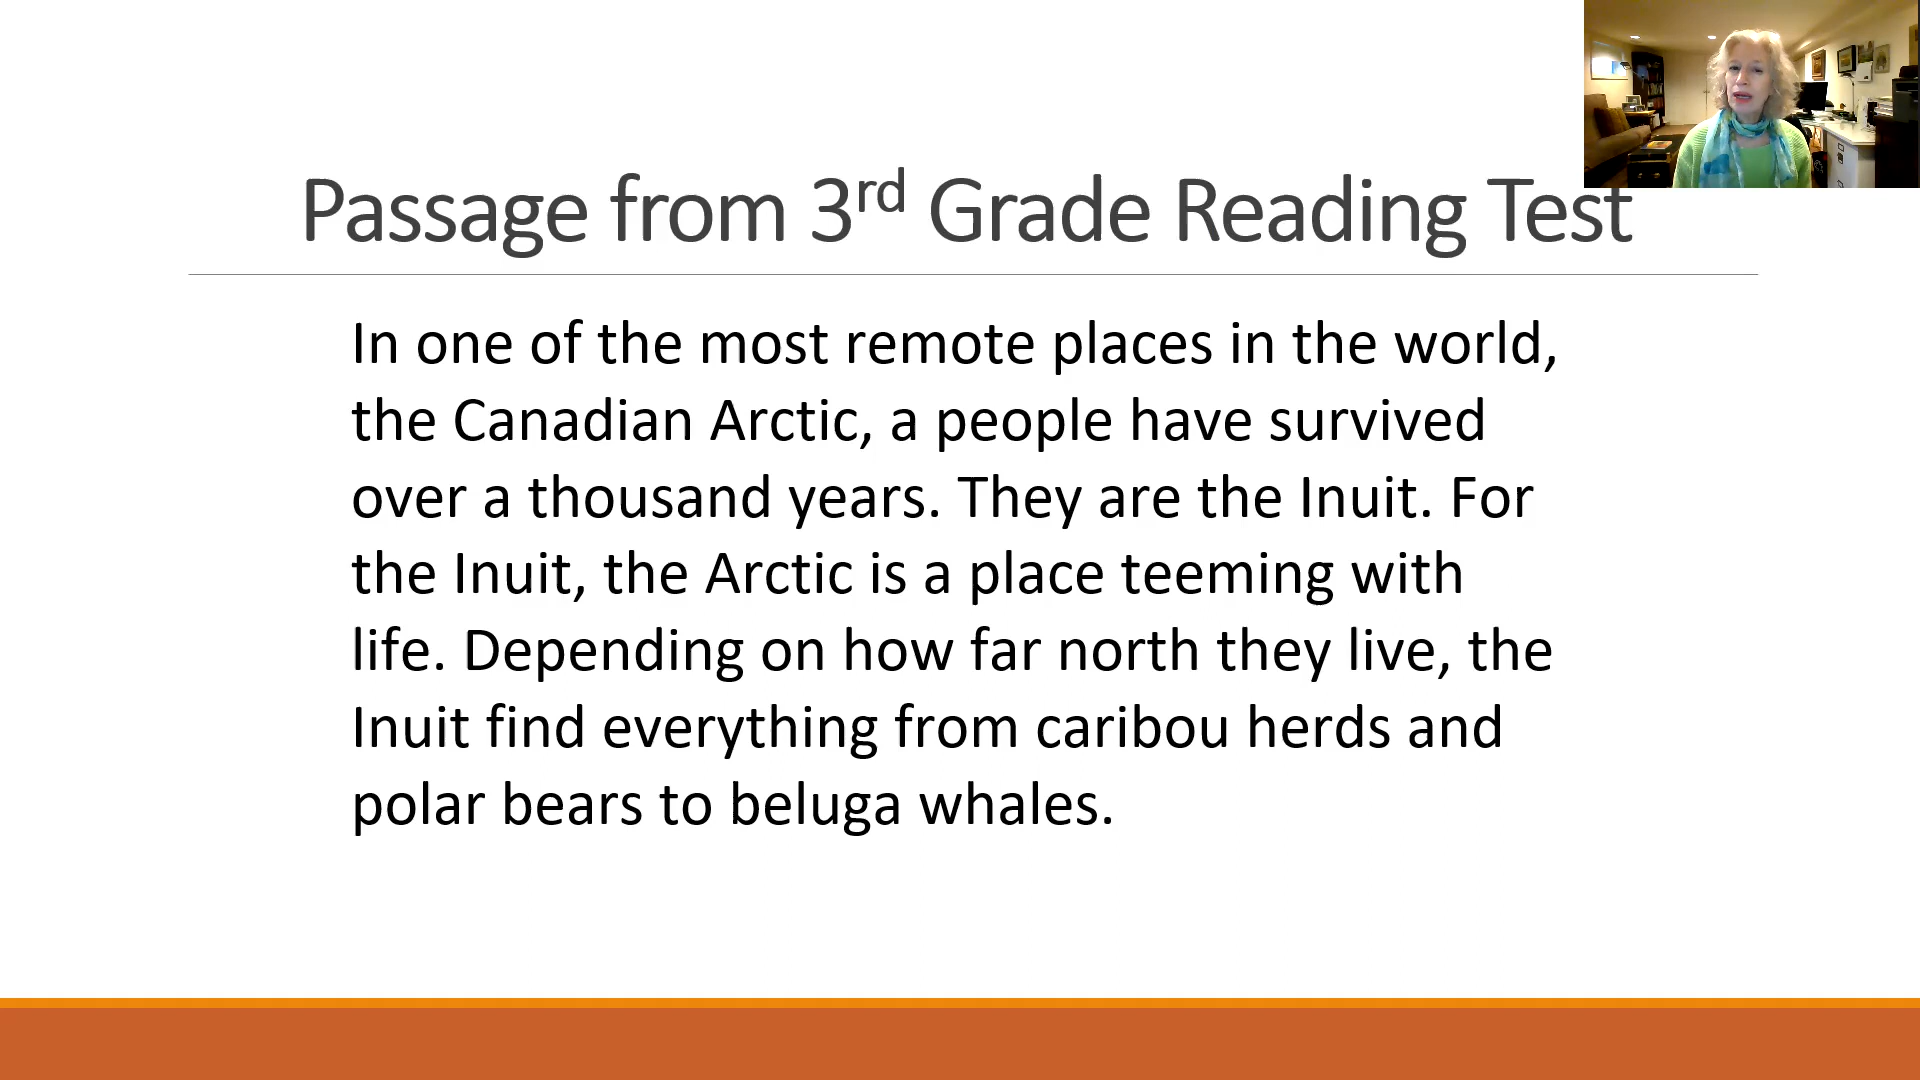 Passage from 3rd Grade Reading Test
In one of the most remote places in the world,
the Canadian Arctic, a people have survived
over a thousand years. They are the Inuit. For
the Inuit, the Arctic is a place teeming with
life. Depending on how far north they live, the
Inuit find everything from caribou herds and
polar bears to beluga whales.